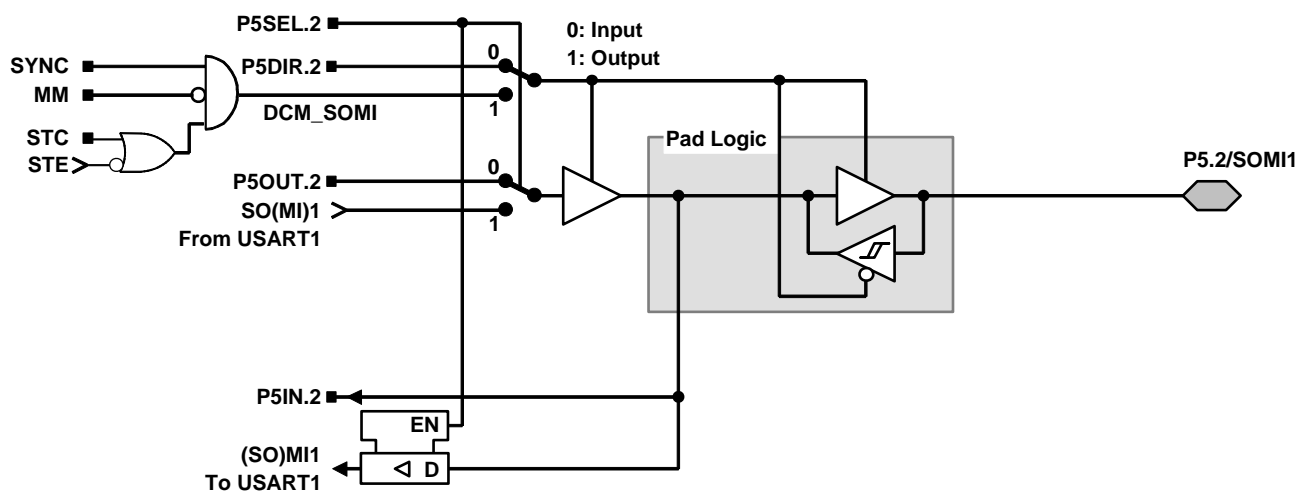 P5SEL.2
0: Input
1: Output
SYNC
P5DIR.2
0
MM
1
DCM_SOMI
STC
STE
Pad Logic
P5.2/SOMI1
P5OUT.2
0
SO(MI)1
1
From USART1
P5IN.2
EN
(SO)MI1
D
To USART1